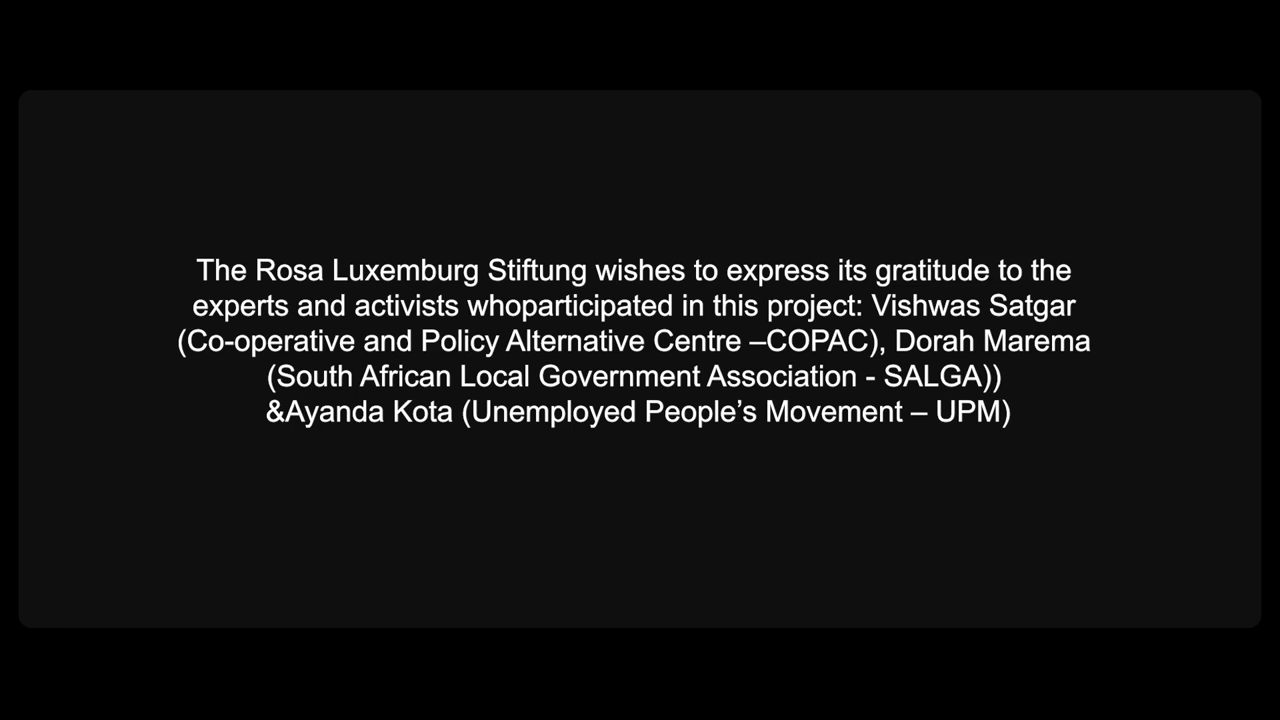 The Rosa Luxemburg Stiftung wishes to express its gratitude to the
experts and activists whoparticipated in this project: Vishwas Satgar
(Co-operative and Policy Alternative Centre –COPAC), Dorah Marema
(South African Local Government Association - SALGA))
&Ayanda Kota (Unemployed People’s Movement – UPM)